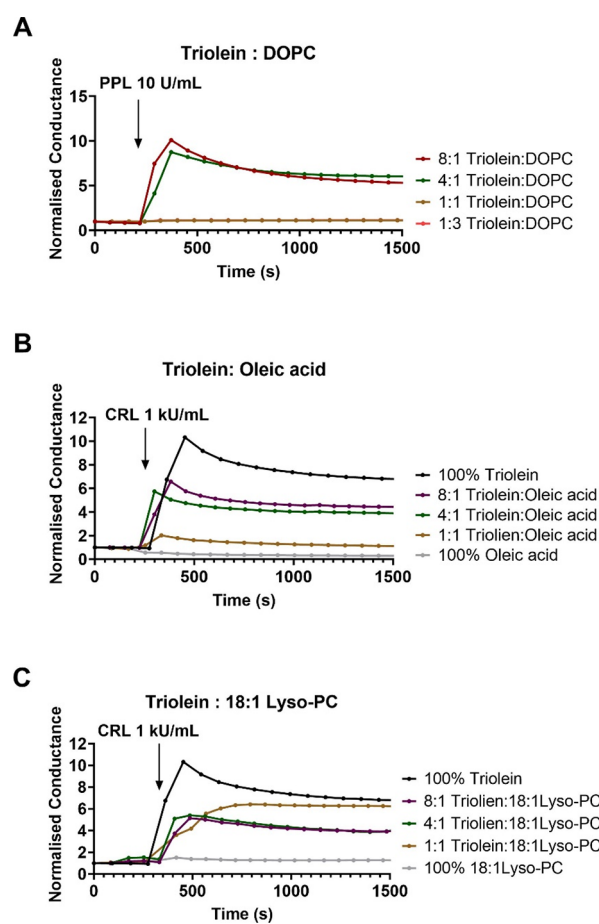 A
Triolein : DOPC
PPL 10 U/mL
Normalised Conductance
15
10
5
0
0 500 1000 1500
Time (s)
8:1 Triolein:DOPC
4:1 Triolein:DOPC
1:1 Triolein:DOPC
1:3 Triolein:DOPC
B
Triolein: Oleic acid
CRL 1 kU/mL
Normalised Conductance
12
10
8
6
4
2
0
0 500 1000 1500
Time (s)
100% Triolein
8:1 Triolein:Oleic acid
4:1 Triolein:Oleic acid
1:1 Triolien:Oleic acid
100% Oleic acid
C
Triolein : 18:1 Lyso-PC
CRL 1 kU/mL
Normalised Conductance
12
10
8
6
4
2
0
0 500 1000 1500
Time (s)
100% Triolein
8:1 Triolien:18:1Lyso-PC
4:1 Triolien:18:1Lyso-PC
1:1 Triolein:18:1Lyso-PC
100% 18:1Lyso-PC